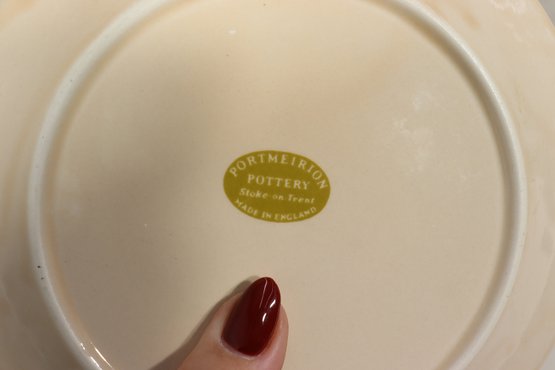 PORTMEIRION
POTTERY
Stoke-on-Trent
MADE IN ENGLAND